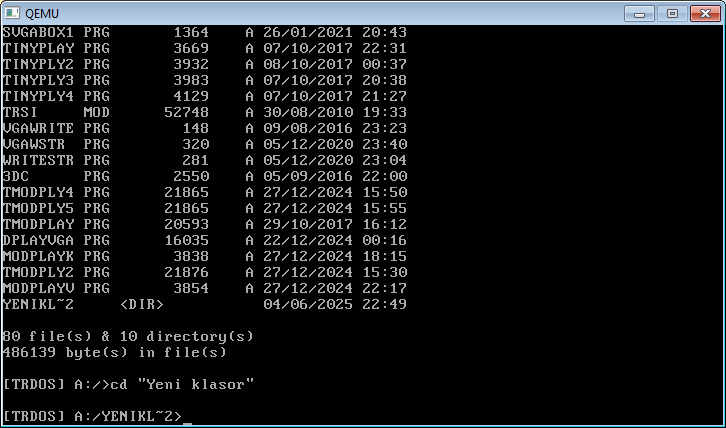 QEMU
SVGABOX1 PRG 1364 A 26/01/2021 20:43
TINYPLAY PRG 3669 A 07/10/2017 22:31
TINYPLY2 PRG 3932 A 08/10/2017 00:37
TINYPLY3 PRG 3983 A 07/10/2017 20:38
TINYPLY4 PRG 4129 A 07/10/2017 21:27
TRSI MOD 52748 A 30/08/2010 19:33
VGAWRITE PRG 148 A 09/08/2016 23:23
VGAWSTR PRG 320 A 05/12/2020 23:40
WRITESTR PRG 281 A 05/12/2020 23:04
3DC PRG 2550 A 05/09/2016 22:00
TMODPLY4 PRG 21865 A 27/12/2024 15:50
TMODPLY5 PRG 21865 A 27/12/2024 15:55
TMODPLAY PRG 20593 A 29/10/2017 16:12
DPLAYVGA PRG 16035 A 22/12/2024 00:16
MODPLAYK PRG 3838 A 27/12/2024 18:15
TMODPLY2 PRG 21876 A 27/12/2024 15:30
MODPLAYV PRG 3854 A 27/12/2024 22:17
YENIKL~2 <DIR> 04/06/2025 22:49
80 file(s) & 10 directory(s)
486139 byte(s) in file(s)
[TRDOS] A:/>cd "Yeni klasor"
[TRDOS] A:/YENIKL~2>_